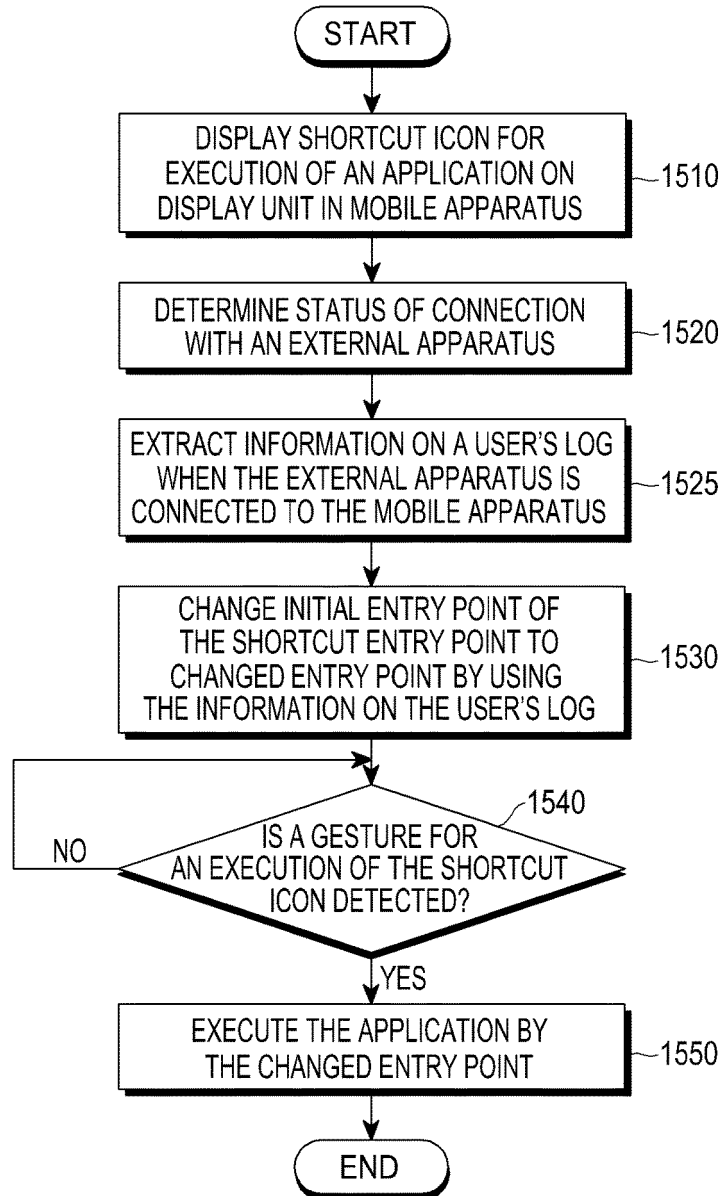 START
DISPLAY SHORTCUT ICON FOR
EXECUTION OF AN APPLICATION ON
DISPLAY UNIT IN MOBILE APPARATUS
1510
DETERMINE STATUS OF CONNECTION
WITH AN EXTERNAL APPARATUS
1520
EXTRACT INFORMATION ON A USER'S LOG
WHEN THE EXTERNAL APPARATUS IS
CONNECTED TO THE MOBILE APPARATUS
1525
CHANGE INITIAL ENTRY POINT OF
THE SHORTCUT ENTRY POINT TO
CHANGED ENTRY POINT BY USING
THE INFORMATION ON THE USER'S LOG
1530
1540
IS A GESTURE FOR
AN EXECUTION OF THE SHORTCUT
ICON DETECTED?
NO
YES
EXECUTE THE APPLICATION BY
THE CHANGED ENTRY POINT
1550
END